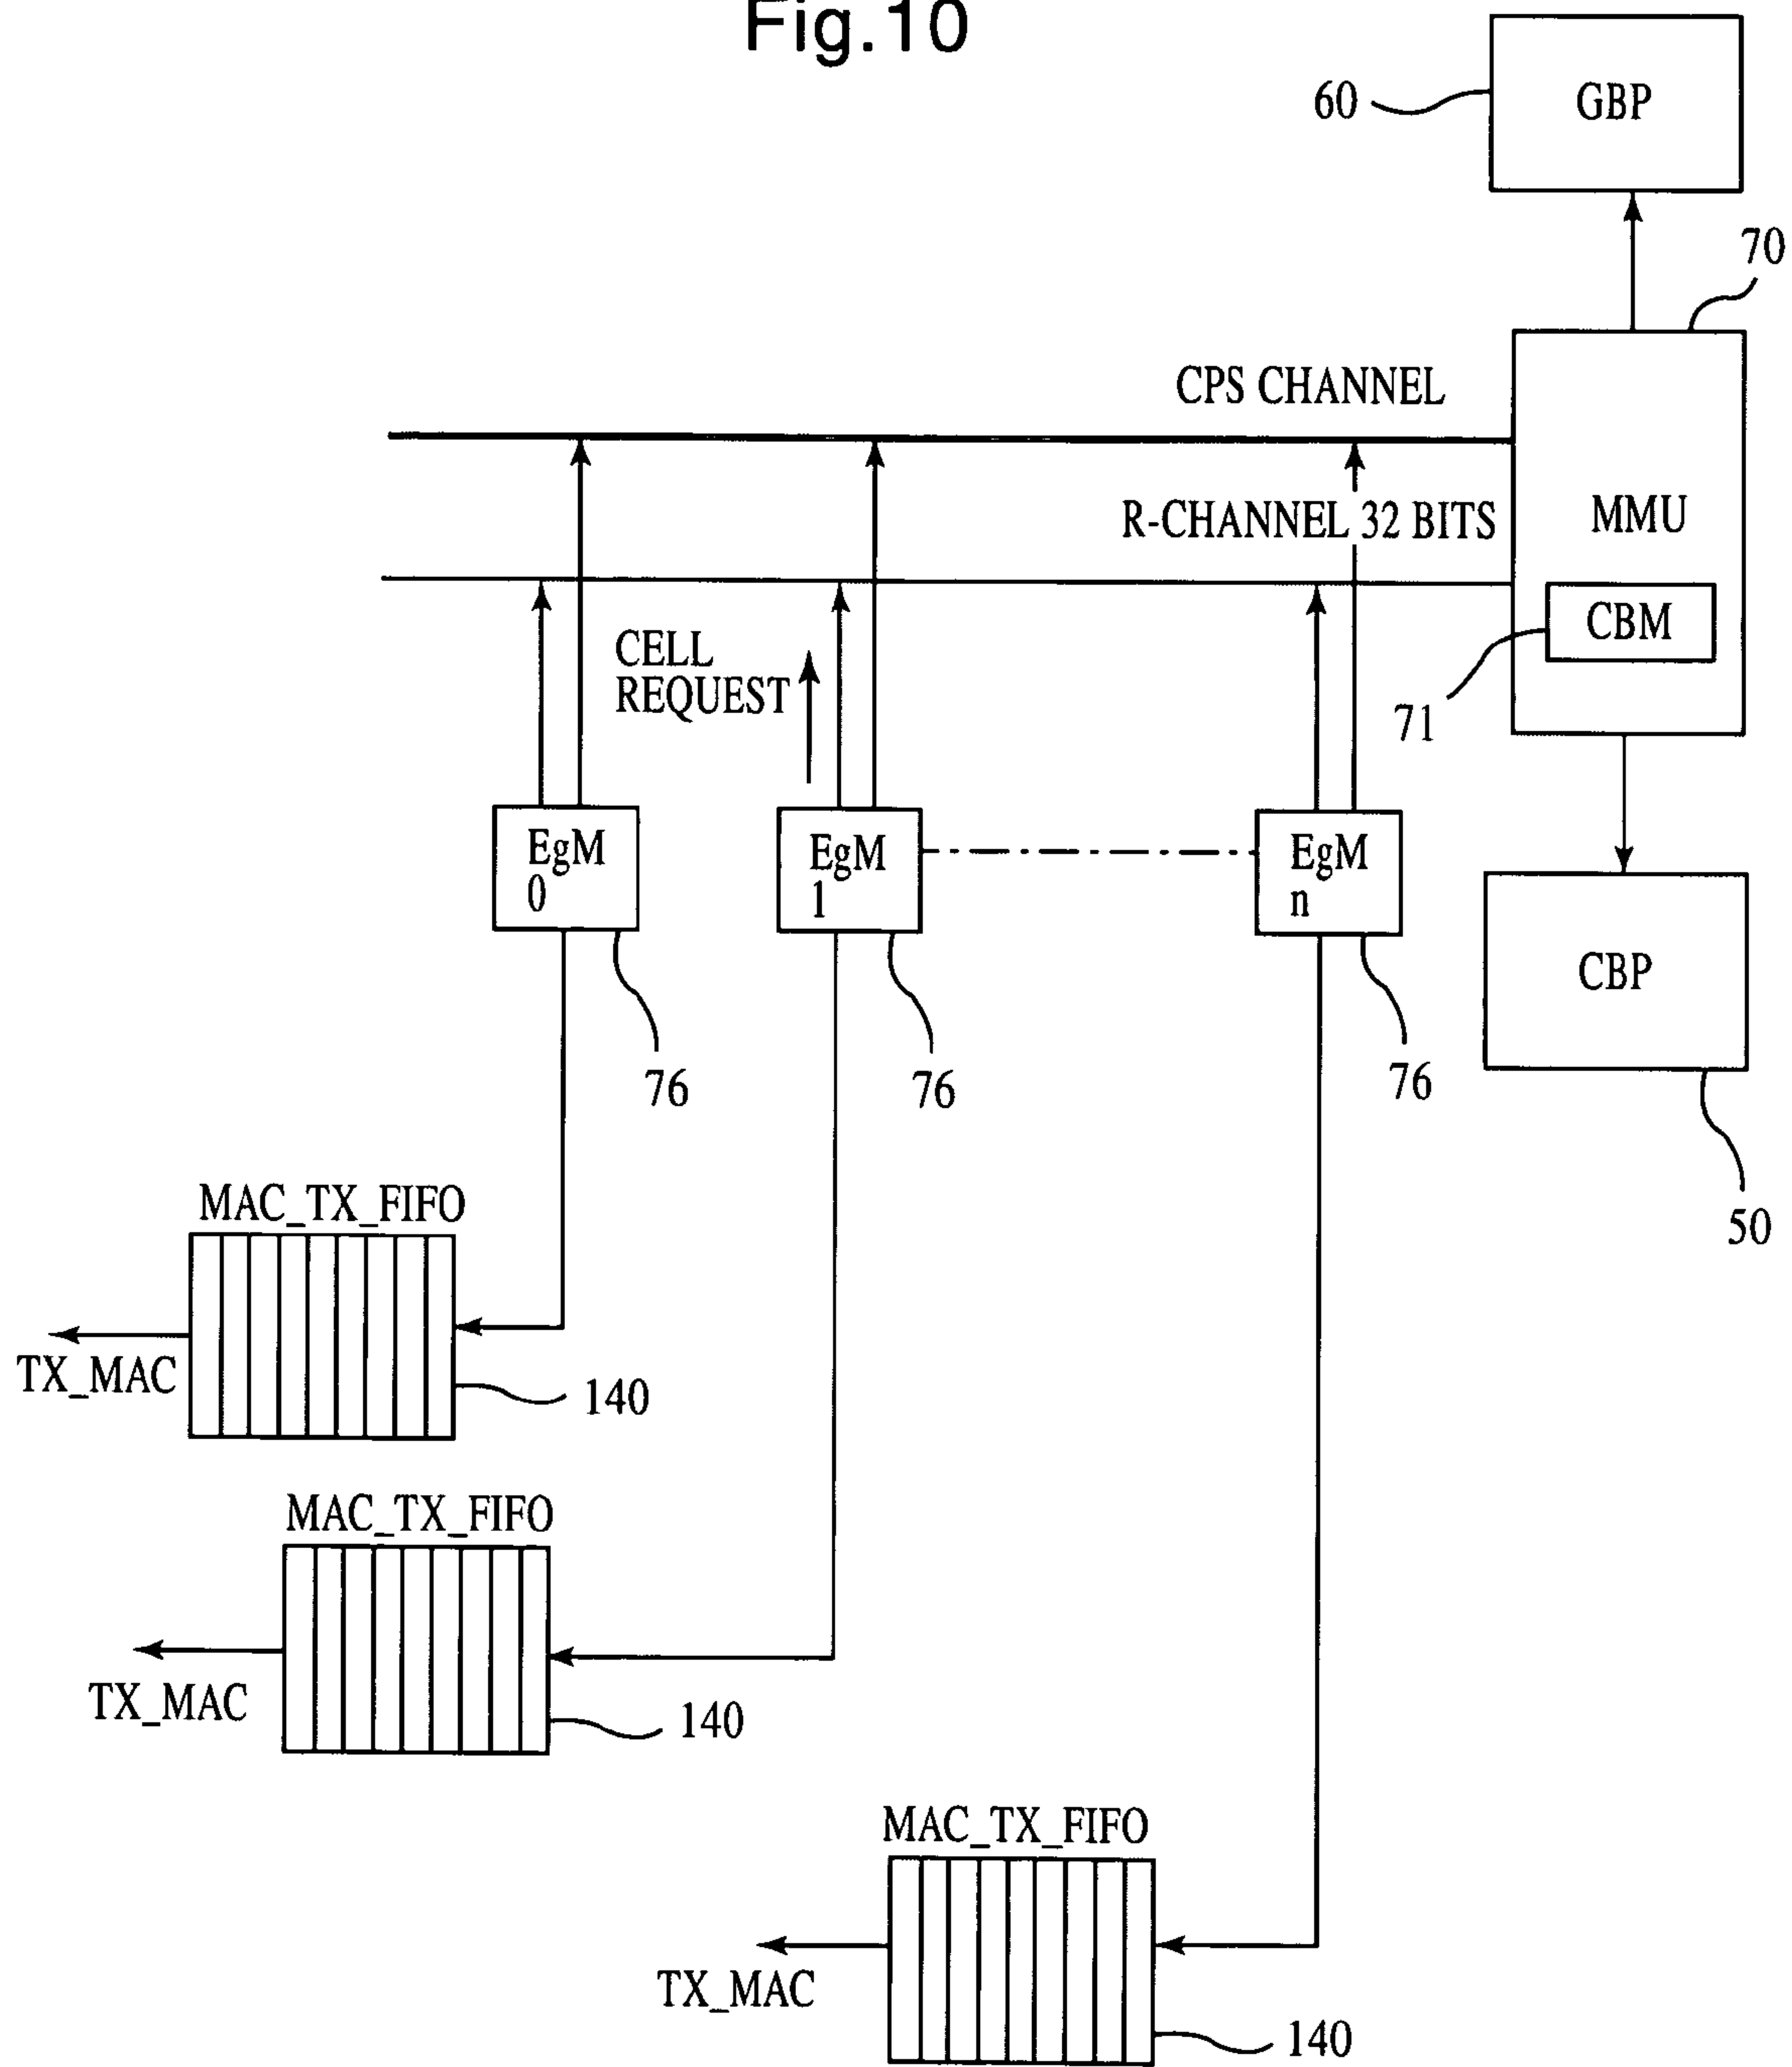 Fig.10
60
GBP
70
CPS CHANNEL
R-CHANNEL 32 BITS
MMU
CBM
71
CELL
REQUEST
EgM
0
EgM
1
EgM
n
76
76
76
CBP
50
MAC_TX_FIFO
TX_MAC
140
MAC_TX_FIFO
TX_MAC
140
MAC_TX_FIFO
TX_MAC
140